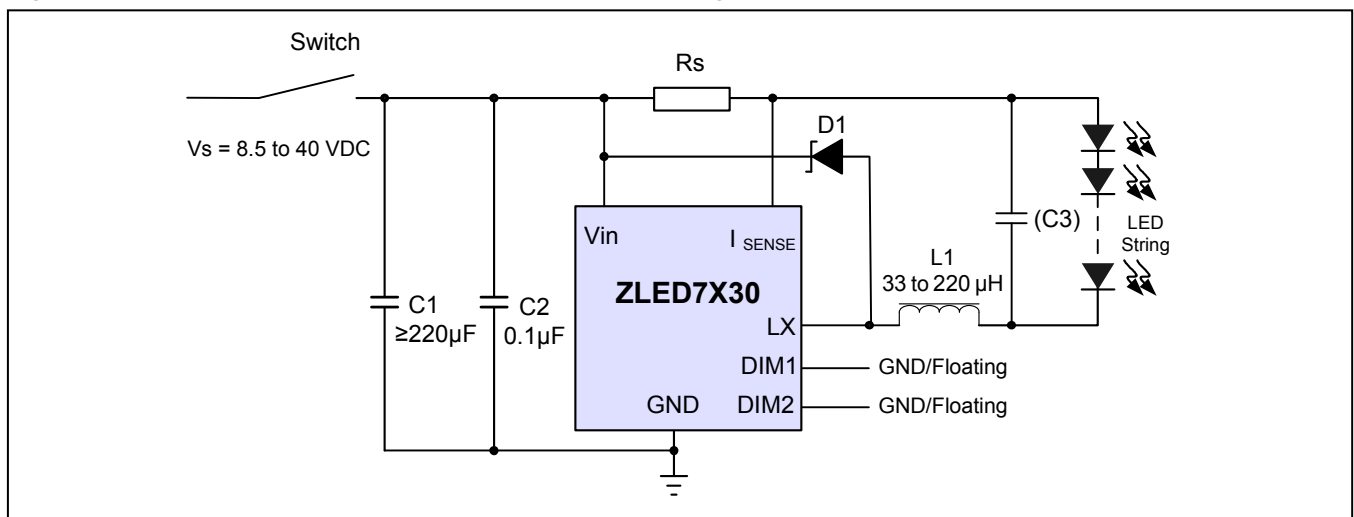 Switch
Rs
Vs = 8.5 to 40 VDC
D1
Vin
I SENSE
(C3)
LED
String
L1
33 to 220 µH
ZLED7X30
C1
≥220µF
C2
0.1µF
LX
DIM1
GND/Floating
GND
DIM2
GND/Floating